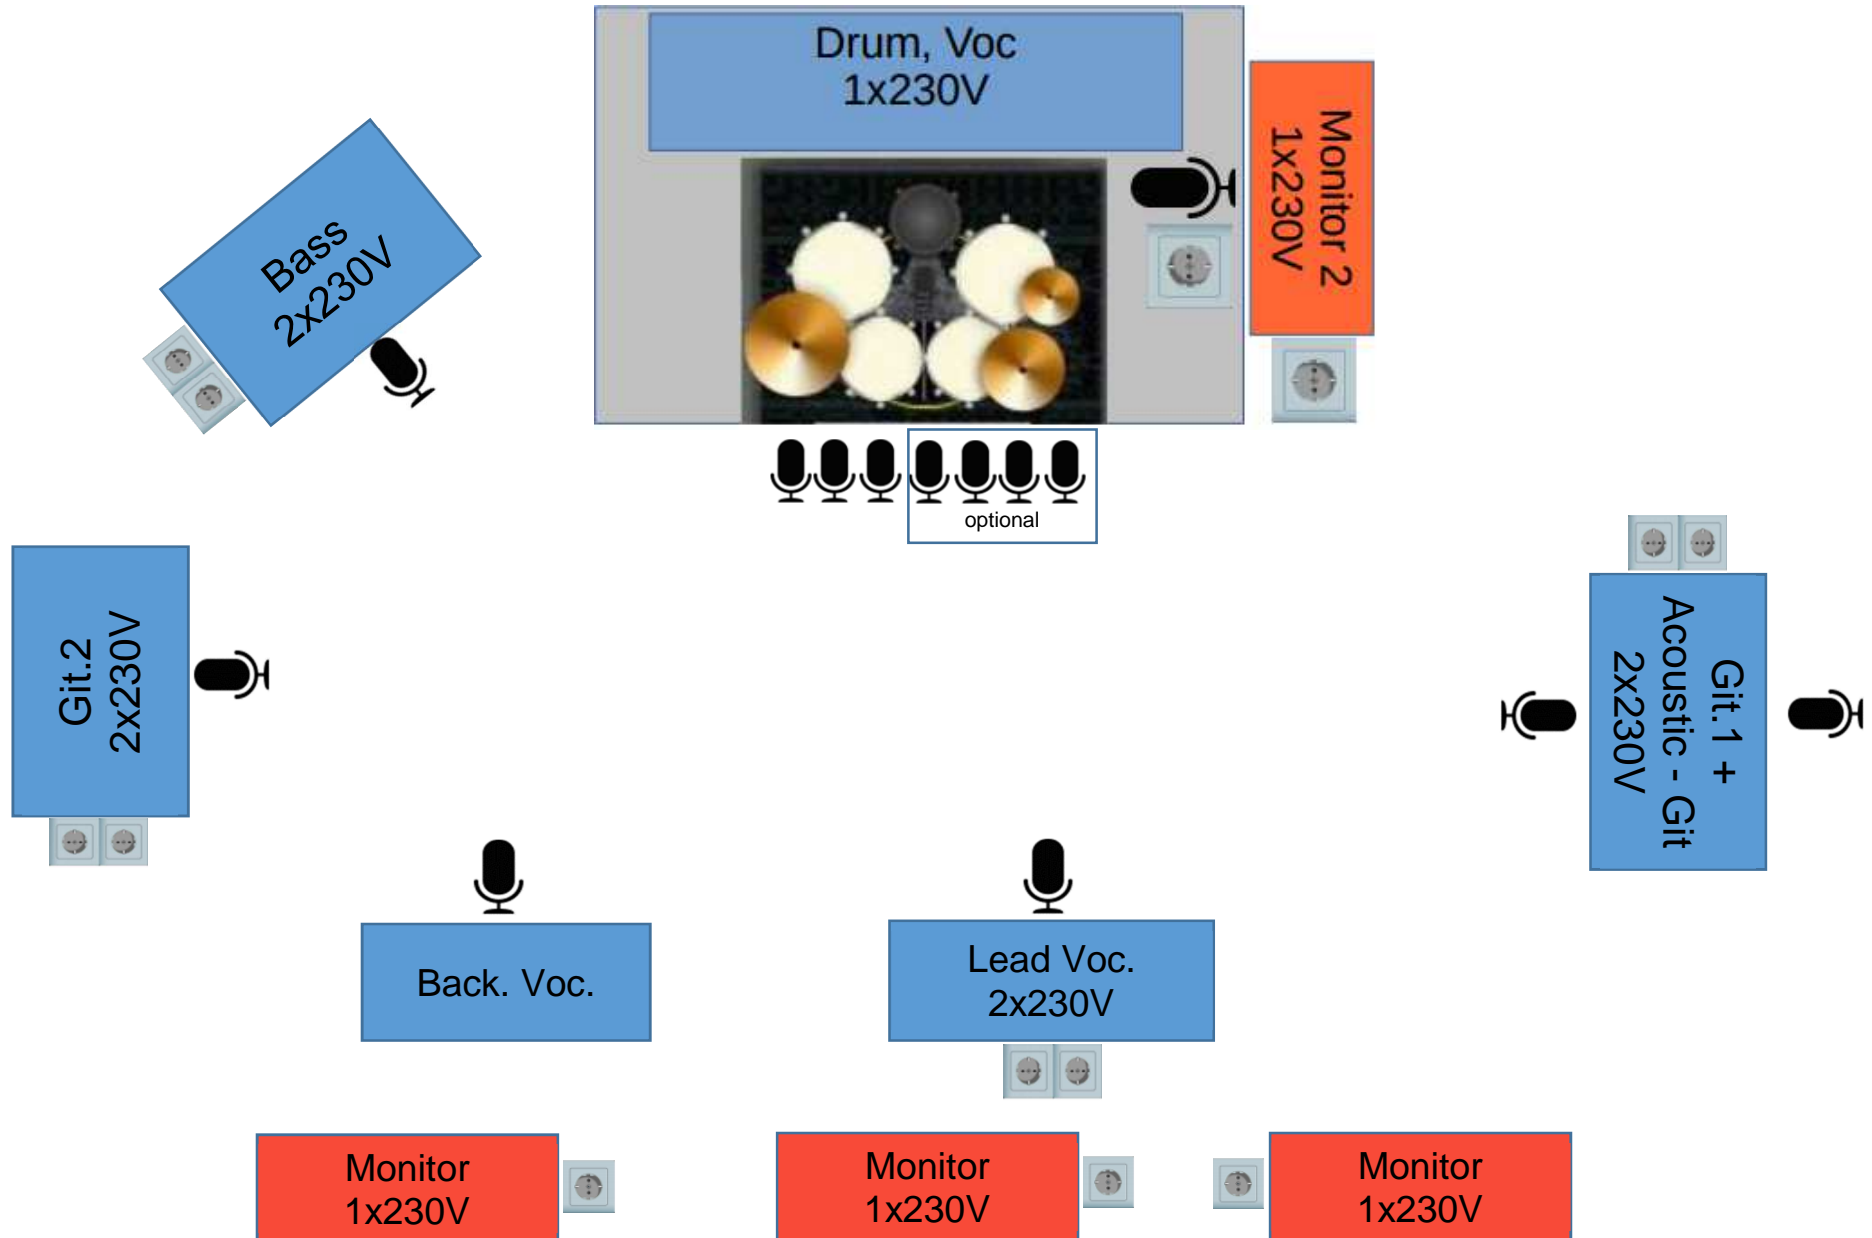 Drum, Voc
1x230V
Monitor 2
1x230V
Bass
2x230V
optional
Git.2
2x230V
Git.1 +
Acoustic - Git
2x230V
Back. Voc.
Lead Voc.
2x230V
Monitor
1x230V
Monitor
1x230V
Monitor
1x230V